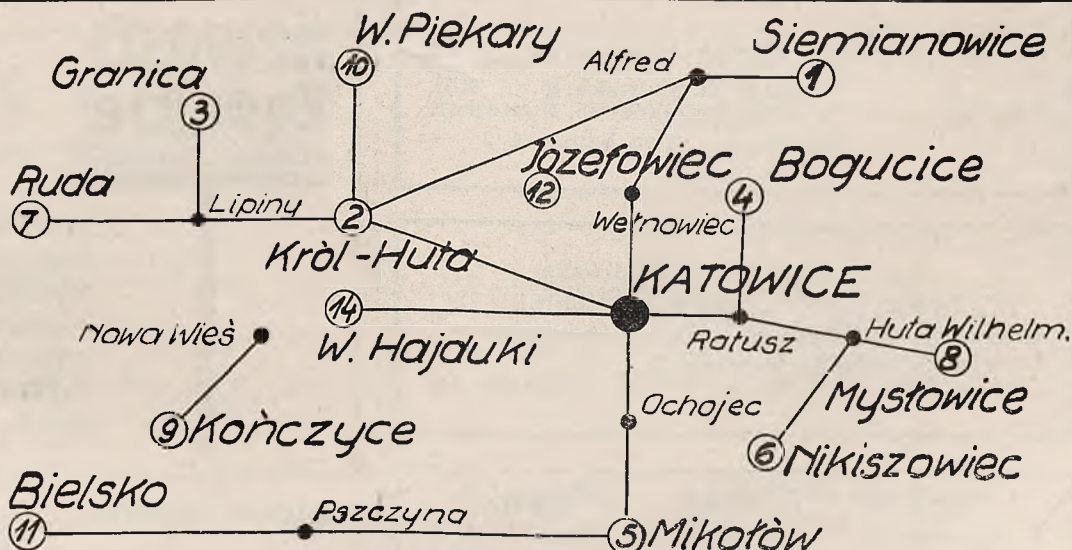 W. Piekary
10
Siemianowice
1
Alfred
Granica
3
Józefowiec
12
Bogucice
4
Ruda
7
Lipiny
2
Król-Huta
Wełnowiec
KATOWICE
14
W. Hajduki
Ratusz
Huta Wilhelm.
8
Mysłowice
Nowa Wieś
9 Kończyce
Ochojec
6 Nikiszowiec
Bielsko
11
Pszczyna
5 Mikołòw